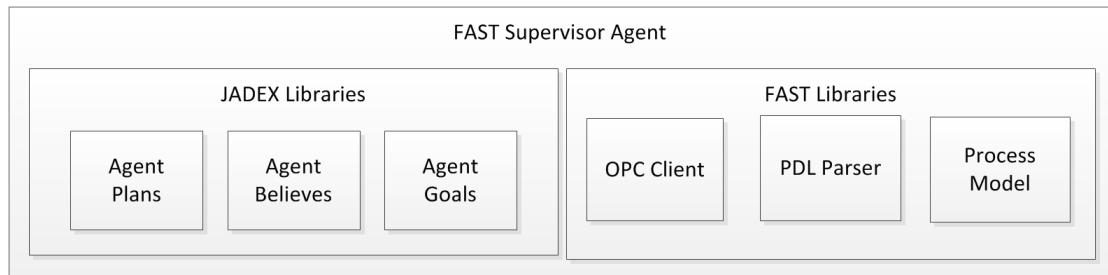 FAST Supervisor Agent
JADEX Libraries
Agent
Plans
Agent
Believes
Agent
Goals
FAST Libraries
OPC Client
PDL Parser
Process
Model